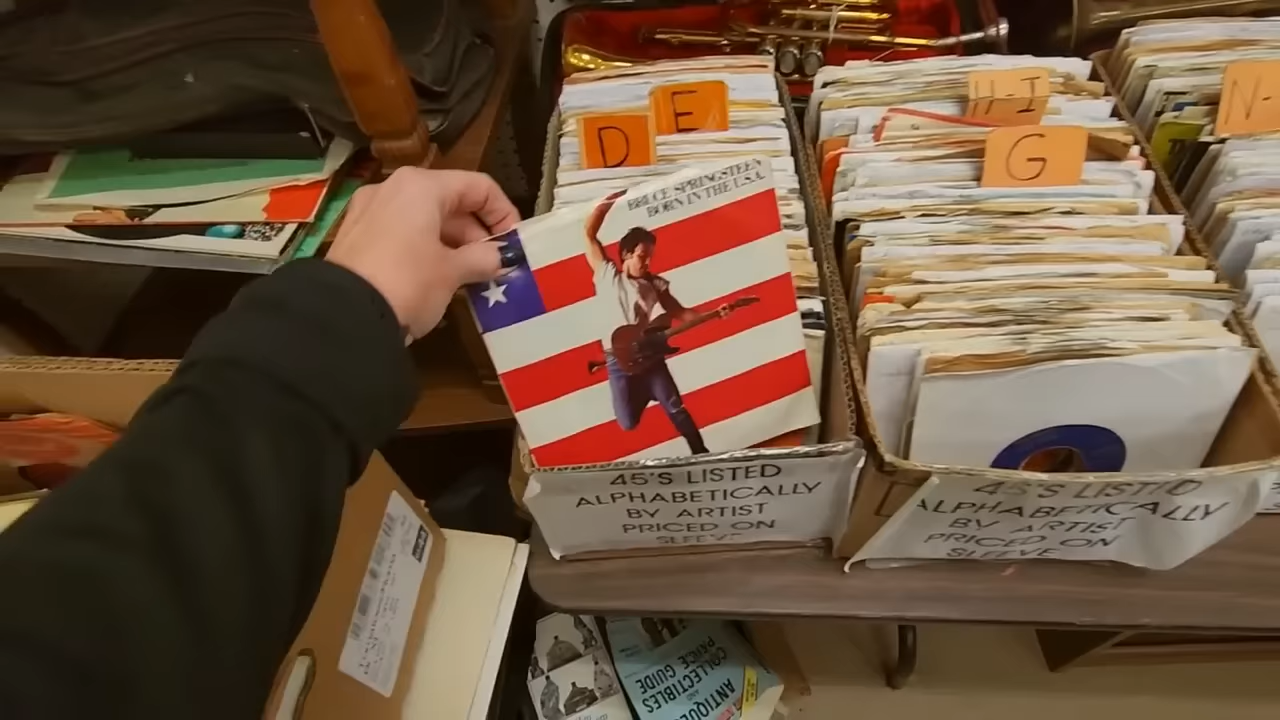 D
E
H-I
G
N-
BRUCE SPRINGSTEEN
BORN IN THE U.S.A.
45'S LISTED
ALPHABETICALLY
BY ARTIST
PRICED ON
SLEEVE
45'S LISTED
ALPHABETICALLY
BY ARTIST
PRICED ON
SLEEVE
ANTIQUES
AND
COLLECTIBLES
PRICE GUIDE